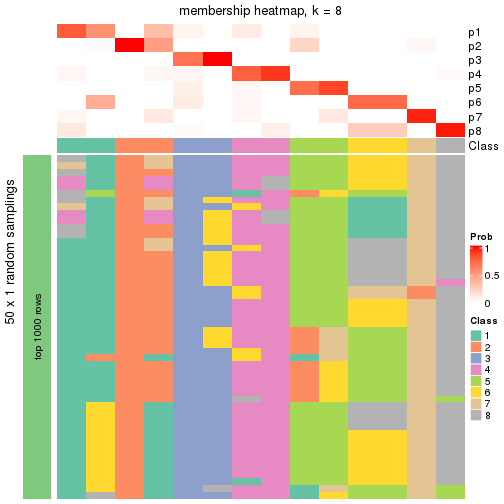 membership heatmap, k = 8
p1
p2
p3
p4
p5
p6
p7
p8
Class
50 x 1 random samplings
top 1000 rows
Prob
1
0.5
0
Class
1
2
3
4
5
6
7
8